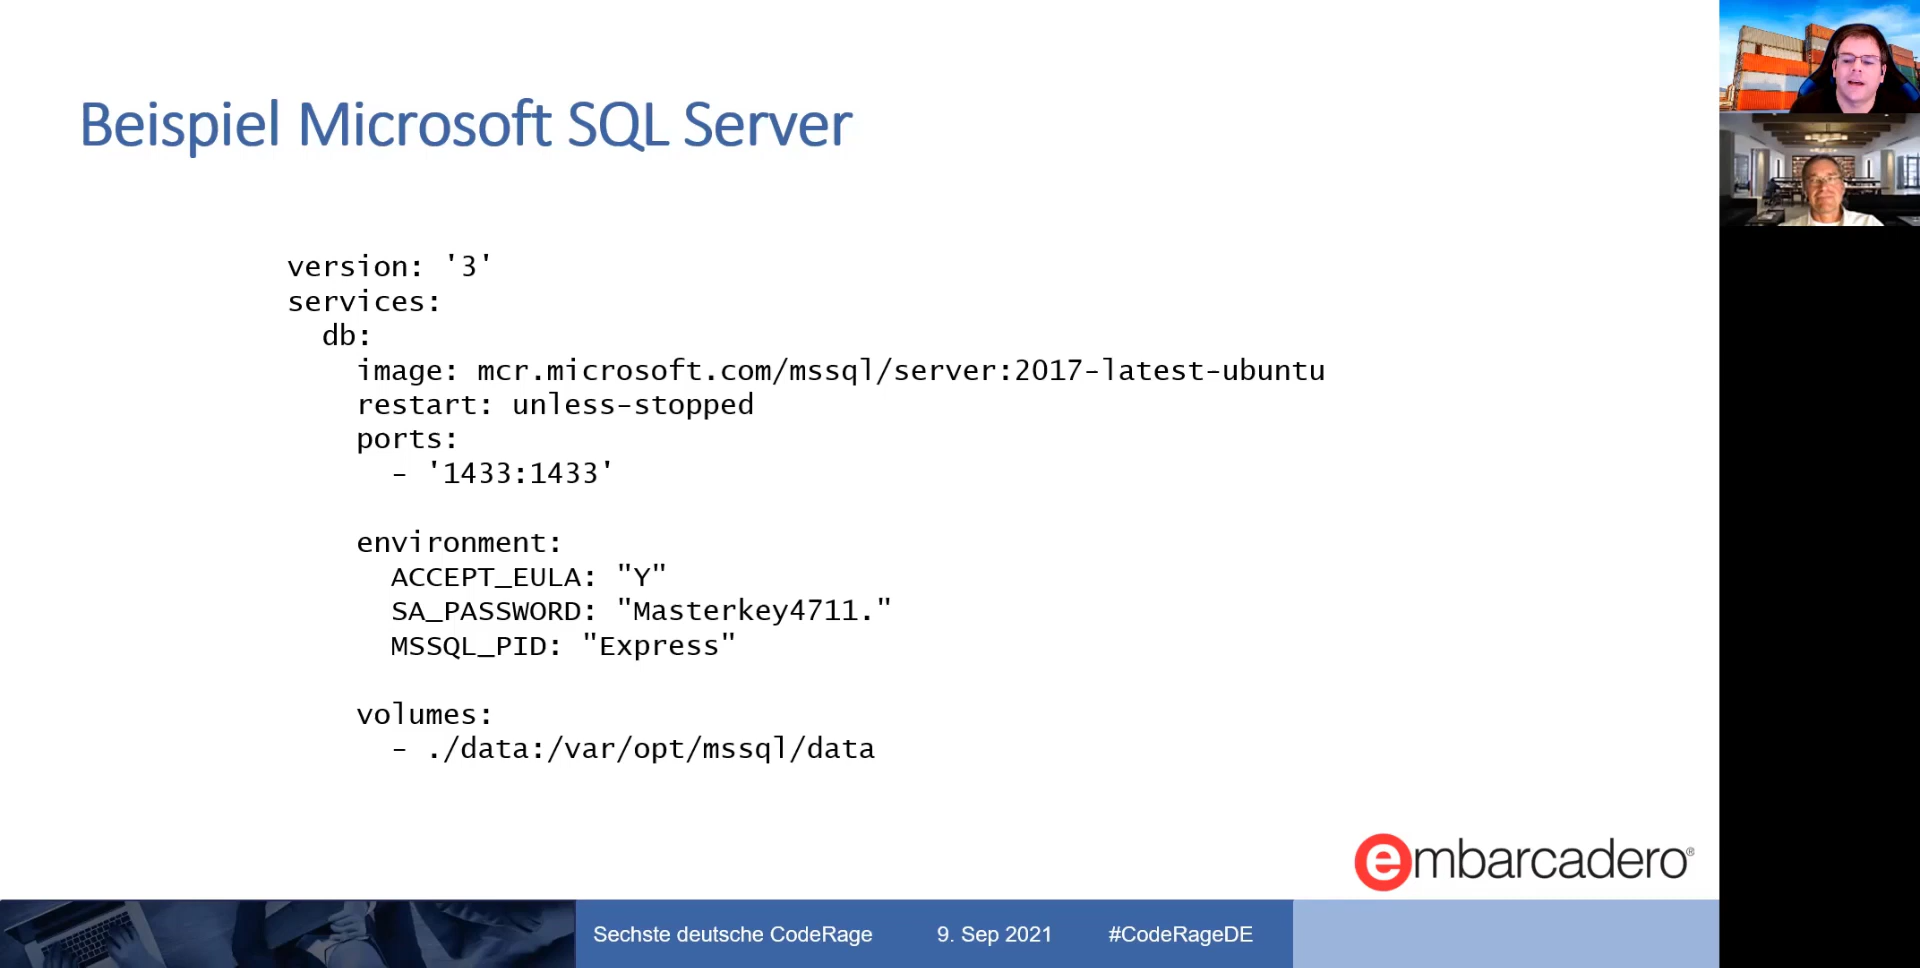 Beispiel Microsoft SQL Server
version: '3'
services:
  db:
    image: mcr.microsoft.com/mssql/server:2017-latest-ubuntu
    restart: unless-stopped
    ports:
      - '1433:1433'
    environment:
      ACCEPT_EULA: "Y"
      SA_PASSWORD: "Masterkey4711."
      MSSQL_PID: "Express"
    volumes:
      - ./data:/var/opt/mssql/data
embarcadero®
Sechste deutsche CodeRage 9. Sep 2021 #CodeRageDE